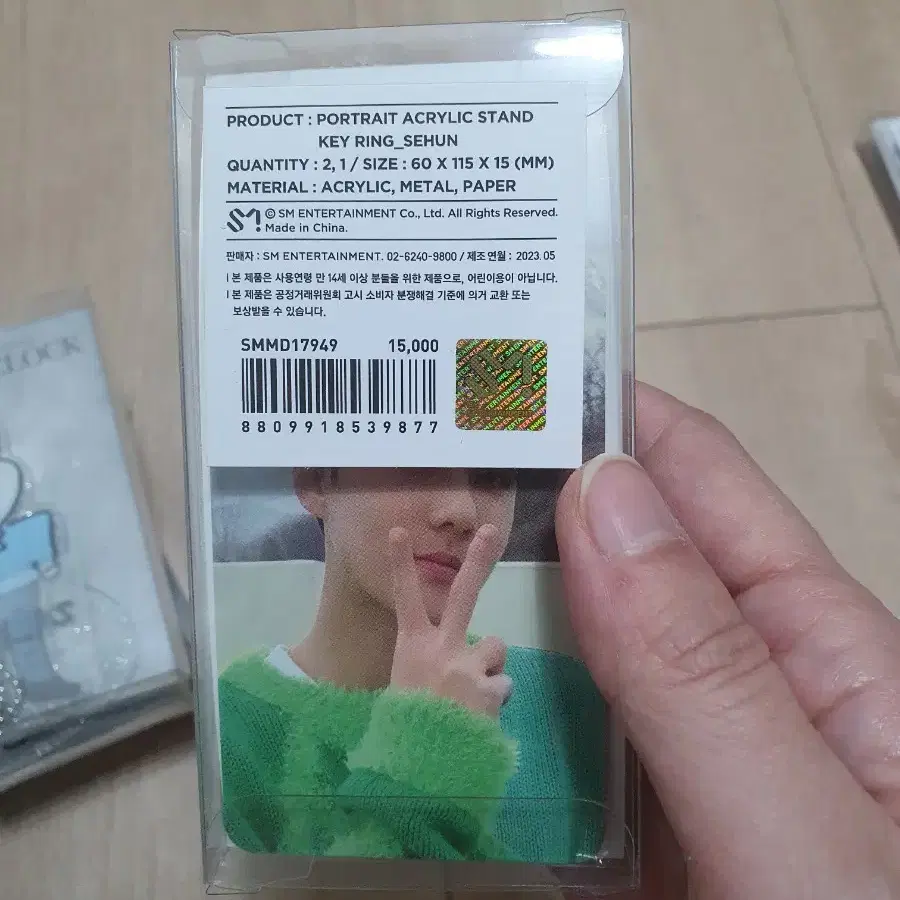 PRODUCT : PORTRAIT ACRYLIC STAND
KEY RING_SEHUN
QUANTITY : 2, 1 / SIZE : 60 X 115 X 15 (MM)
MATERIAL : ACRYLIC, METAL, PAPER
SM © SM ENTERTAINMENT Co., Ltd. All Rights Reserved.
Made in China.
판매자 : SM ENTERTAINMENT. 02-6240-9800 / 제조 연월 : 2023. 05
l 본 제품은 사용연령 만 14세 이상 분들을 위한 제품으로, 어린이용이 아닙니다.
l 본 제품은 공정거래위원회 고시 소비자 분쟁해결 기준에 의거 교환 또는
보상받을 수 있습니다.
SMMD17949 15,000
8809918539877
LOCK